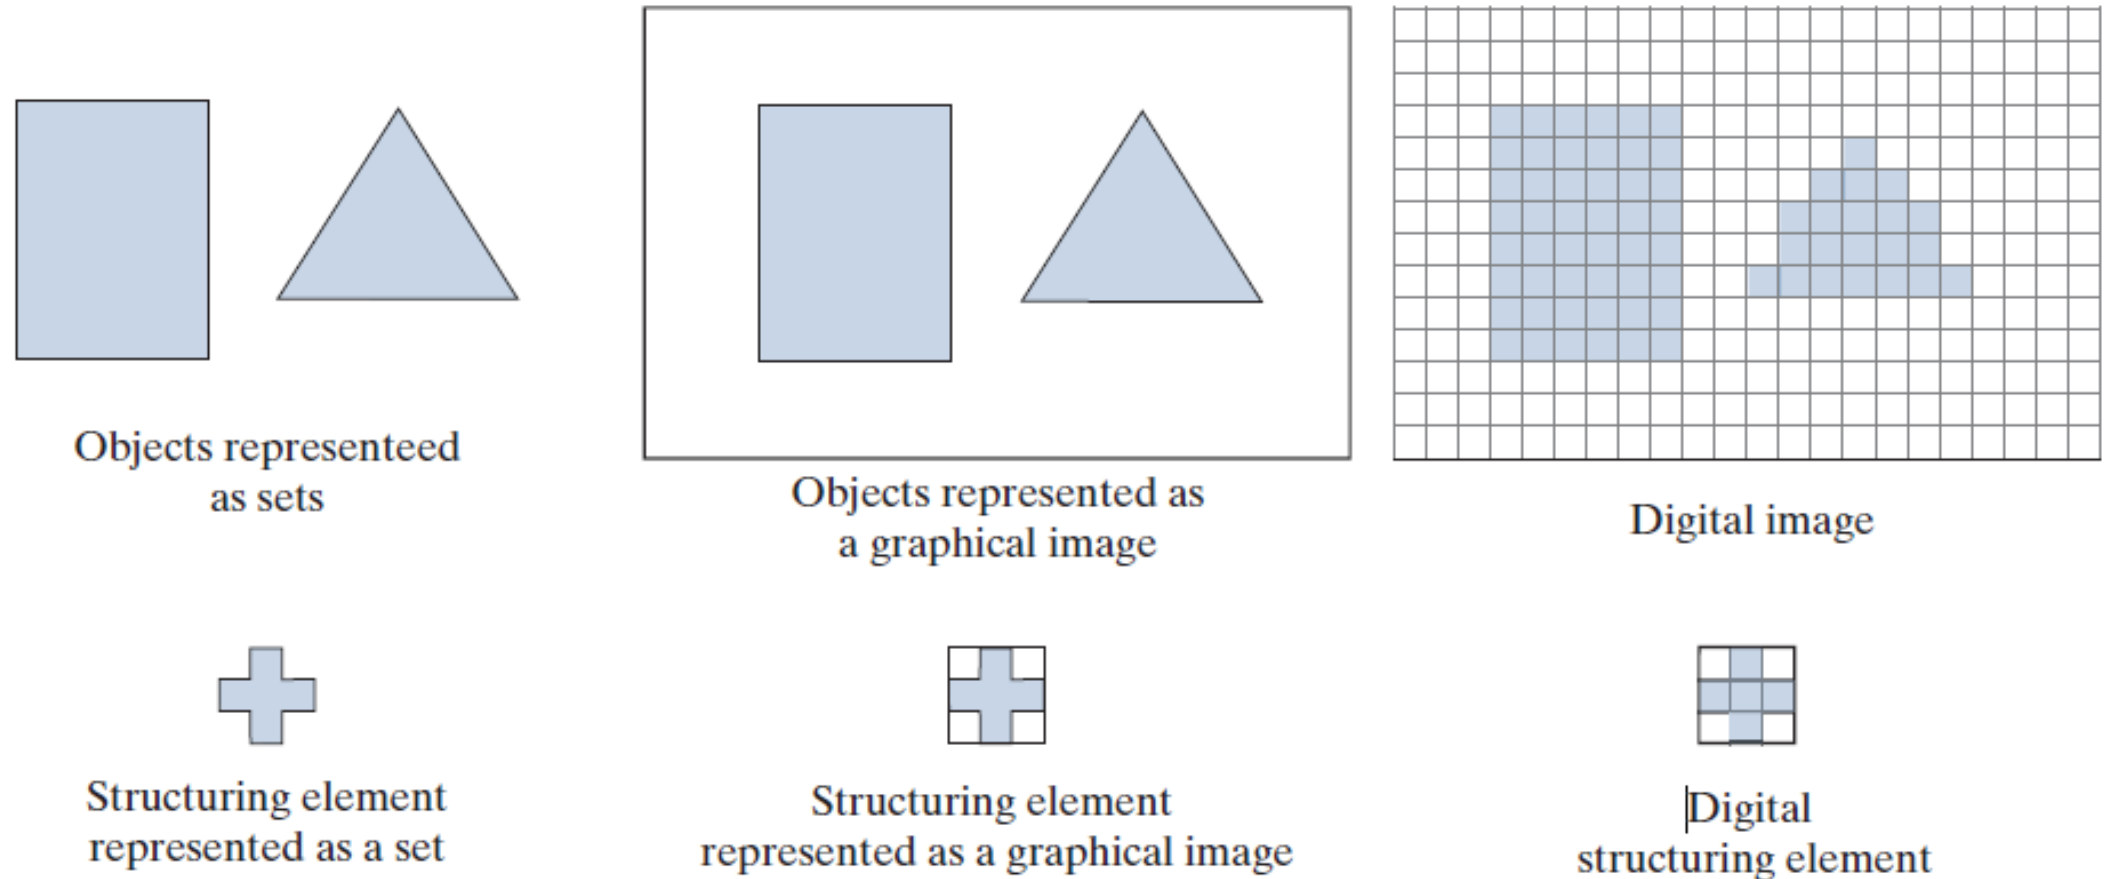 Objects representeed
as sets
Objects represented as
a graphical image
Digital image
Structuring element
represented as a set
Structuring element
represented as a graphical image
Digital
structuring element